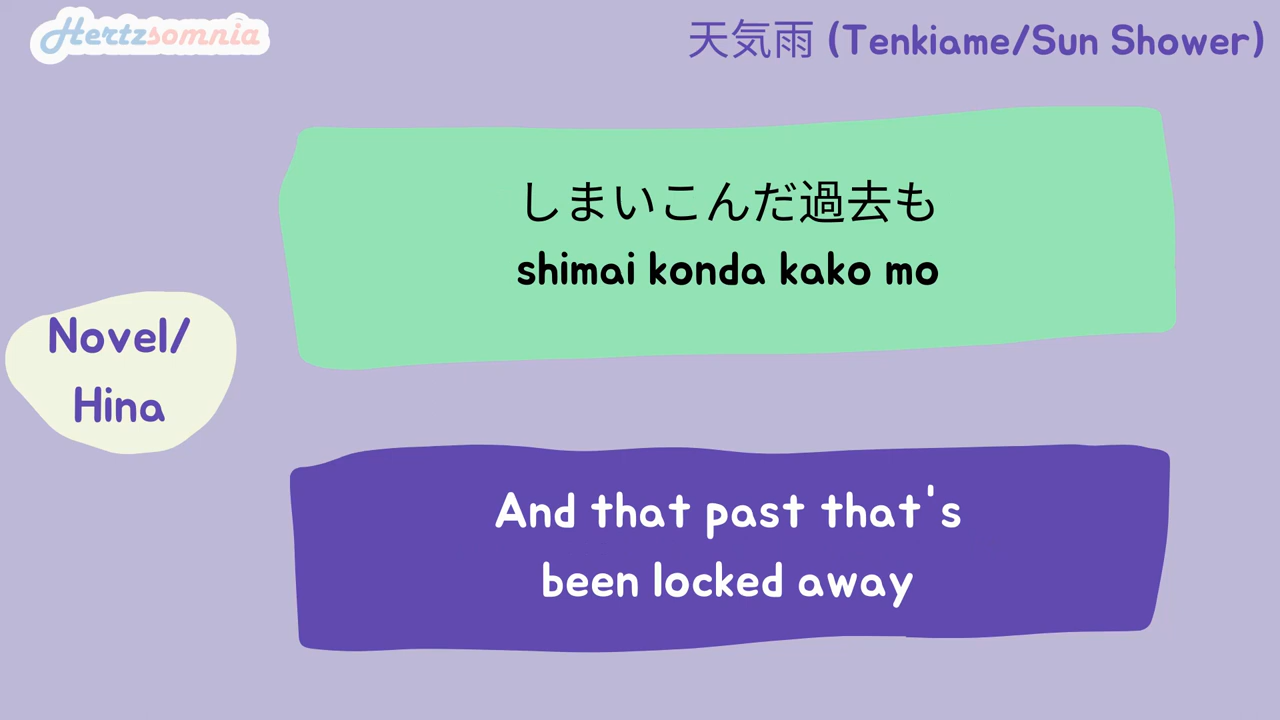 Hertzsomnia
天気雨 (Tenkiame/Sun Shower)
しまいこんだ過去も
shimai konda kako mo
Novel/
Hina
And that past that's
been locked away